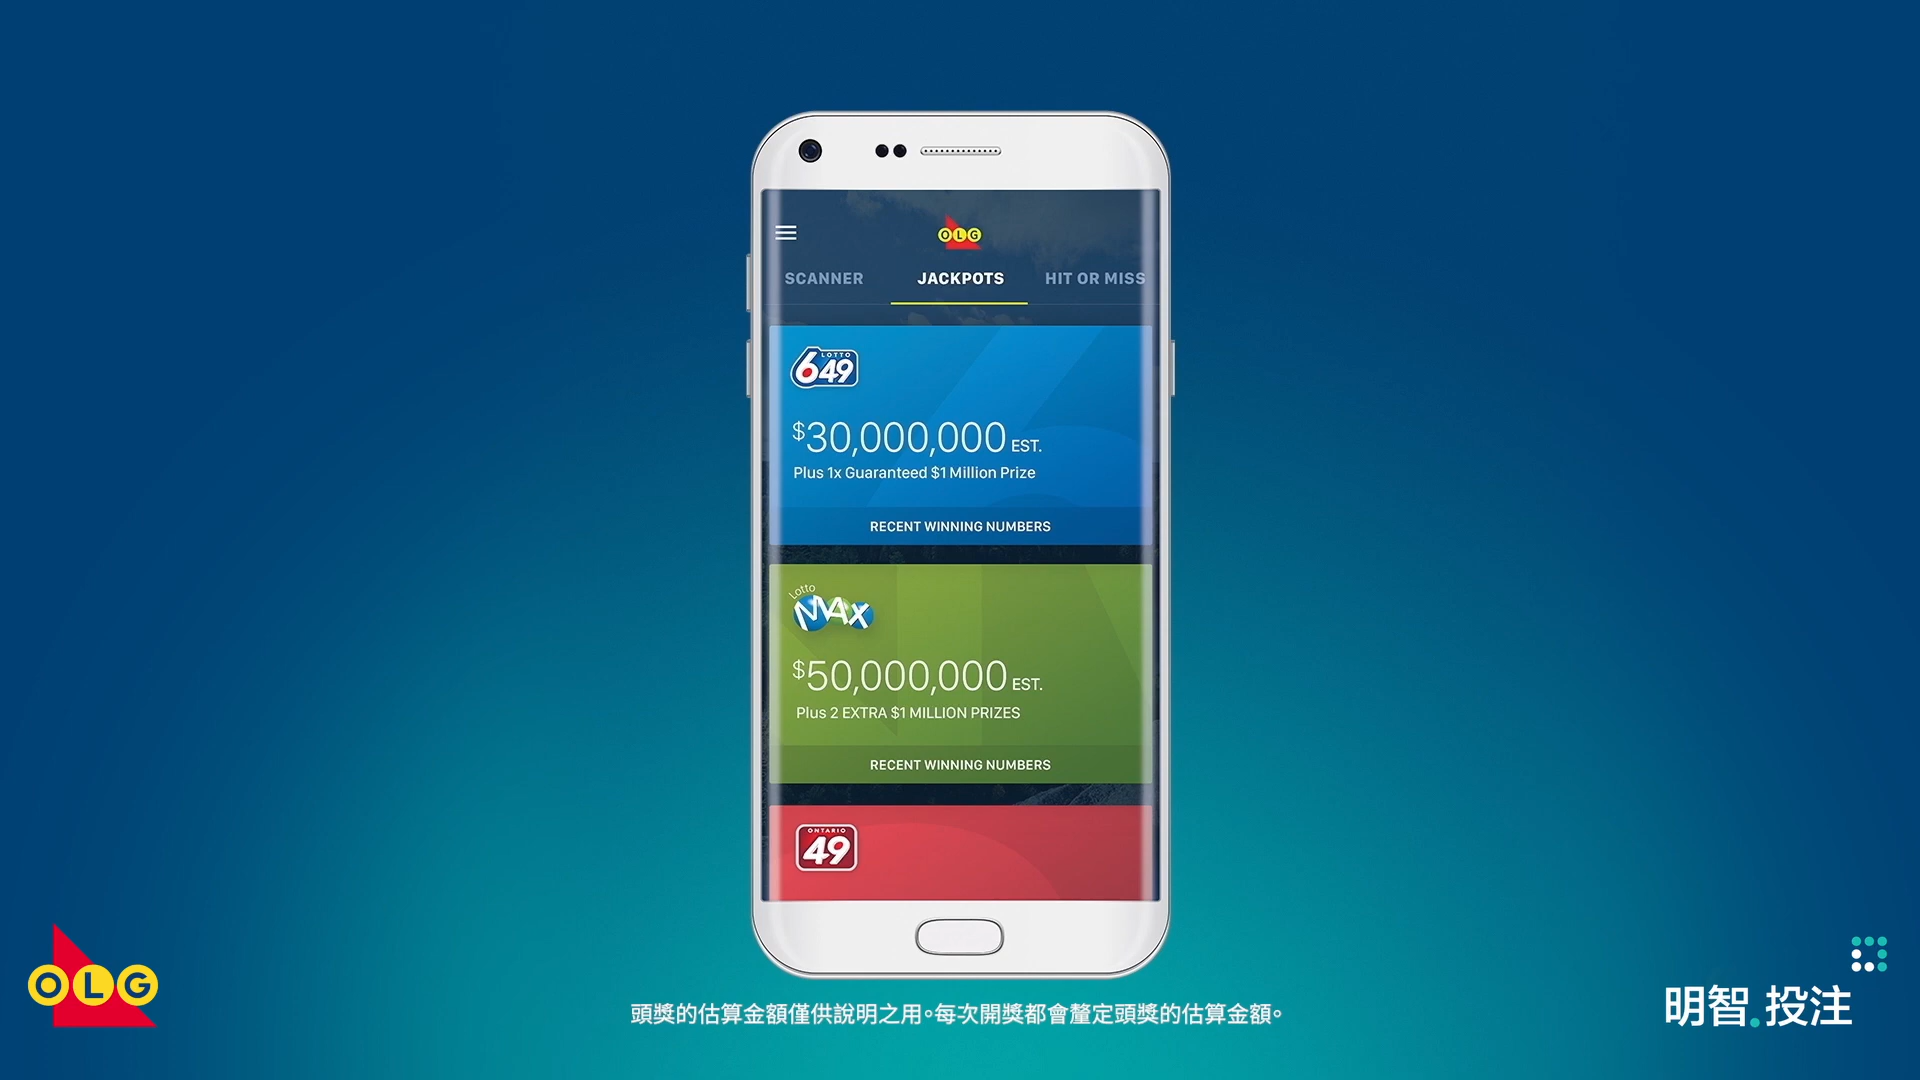 OLG
SCANNER JACKPOTS HIT OR MISS
LOTTO
649
$30,000,000 EST.
Plus 1x Guaranteed $1 Million Prize
RECENT WINNING NUMBERS
Lotto
MAX
$50,000,000 EST.
Plus 2 EXTRA $1 MILLION PRIZES
RECENT WINNING NUMBERS
ONTARIO
49
OLG
頭獎的估算金額僅供說明之用。每次開獎都會釐定頭獎的估算金額。
明智.投注